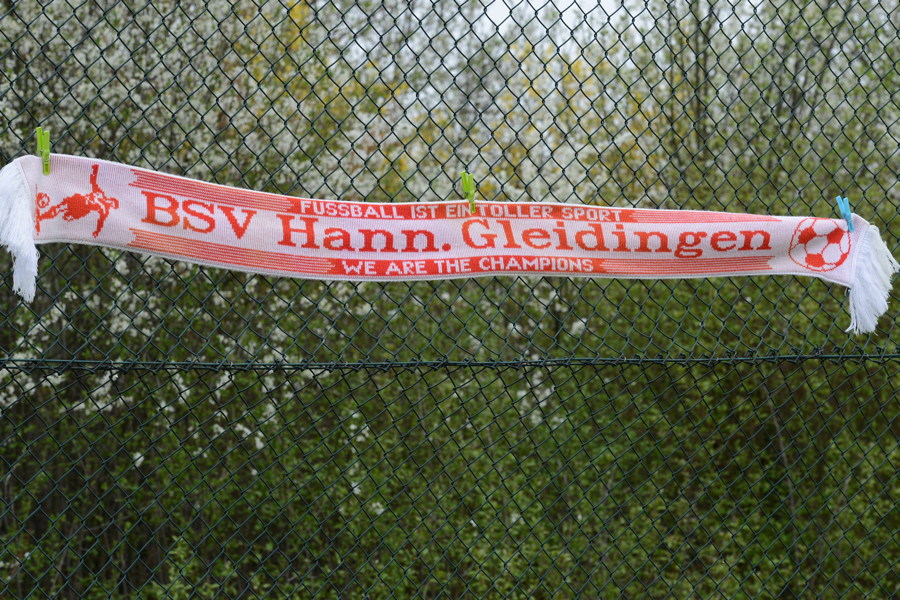 FUSSBALL IST EIN TOLLER SPORT
BSV Hann. Gleidingen
WE ARE THE CHAMPIONS